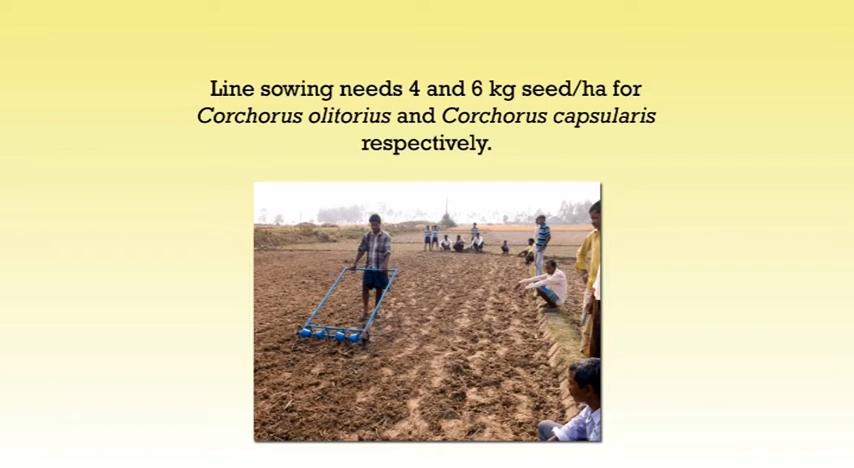 Line sowing needs 4 and 6 kg seed/ha for
Corchorus olitorius and Corchorus capsularis
respectively.